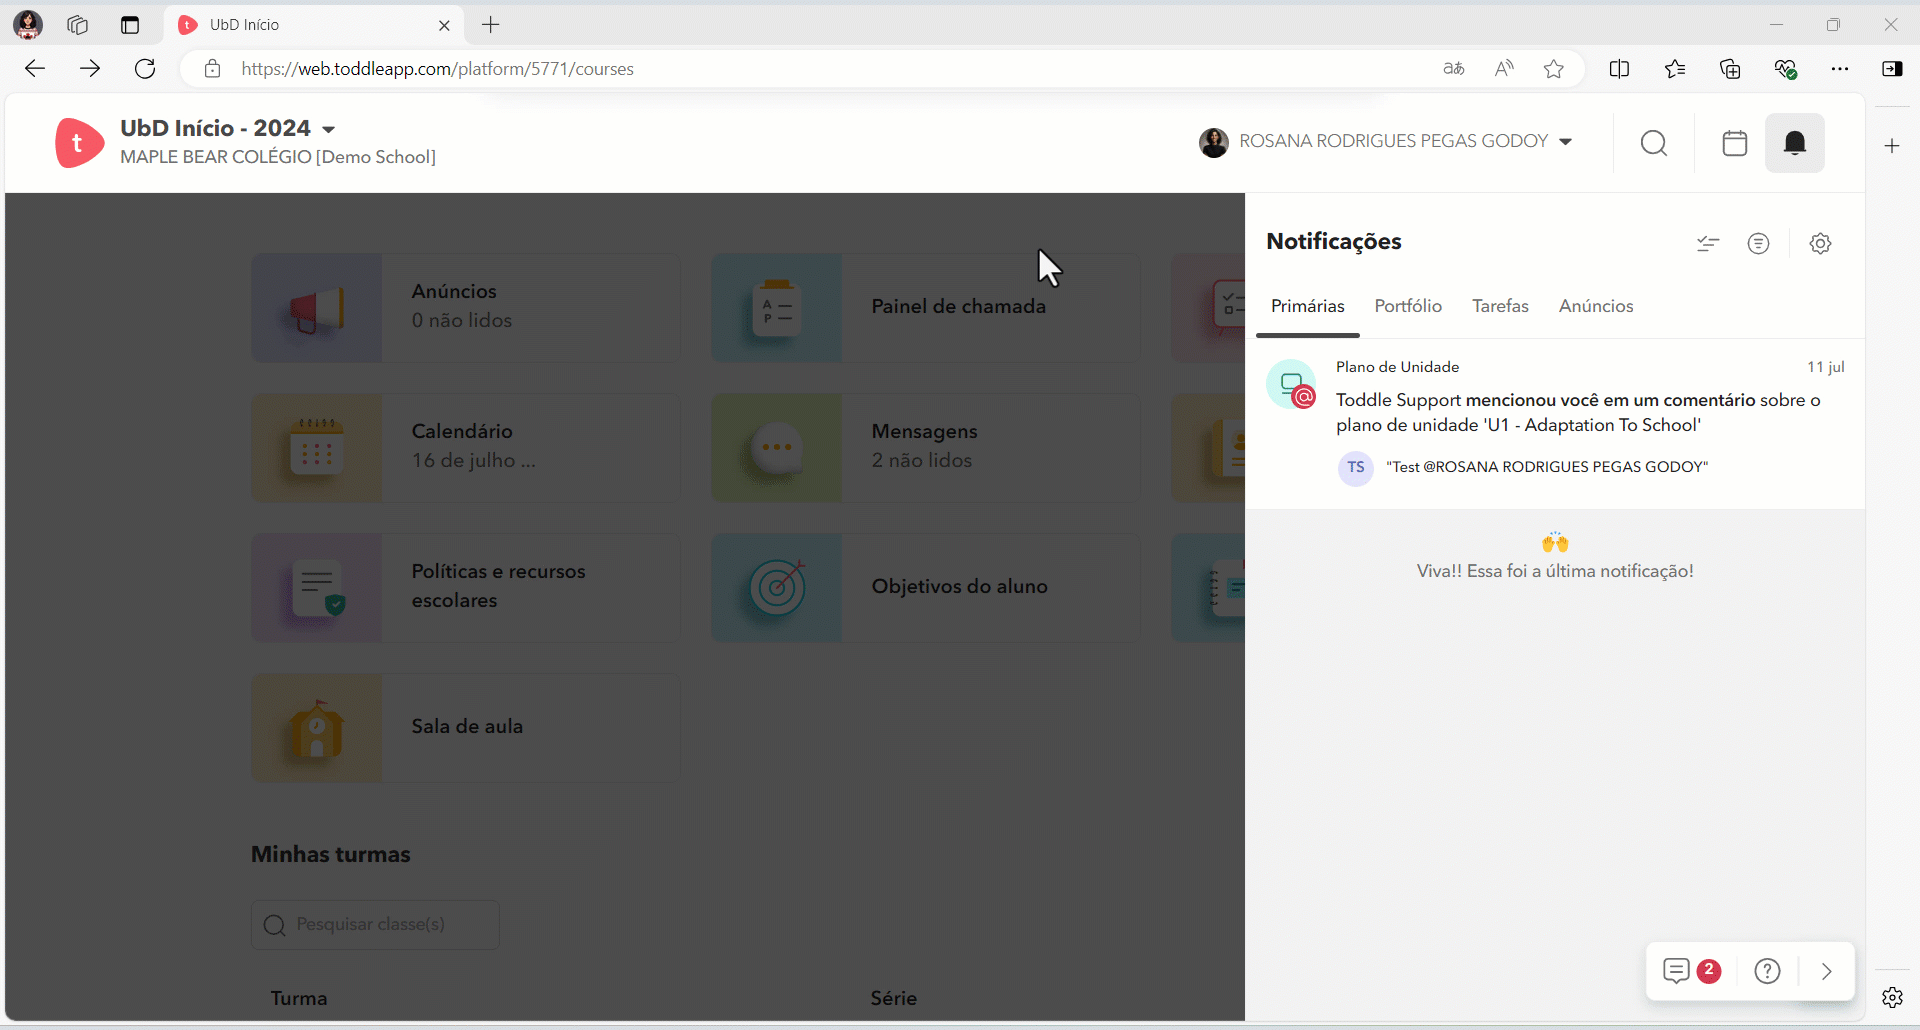 UbD Início
https://web.toddleapp.com/platform/5771/courses
UbD Início - 2024
MAPLE BEAR COLÉGIO [Demo School]
ROSANA RODRIGUES PEGAS GODOY
Anúncios
0 não lidos
Painel de chamada
Calendário
16 de julho ...
Mensagens
2 não lidos
Políticas e recursos
escolares
Objetivos do aluno
Sala de aula
Minhas turmas
Pesquisar classe(s)
Turma
Série
Notificações
Primárias
Portfólio
Tarefas
Anúncios
Plano de Unidade
11 jul
Toddle Support mencionou você em um comentário sobre o
plano de unidade 'U1 - Adaptation To School'
TS
"Test @ROSANA RODRIGUES PEGAS GODOY"
Viva!! Essa foi a última notificação!
2